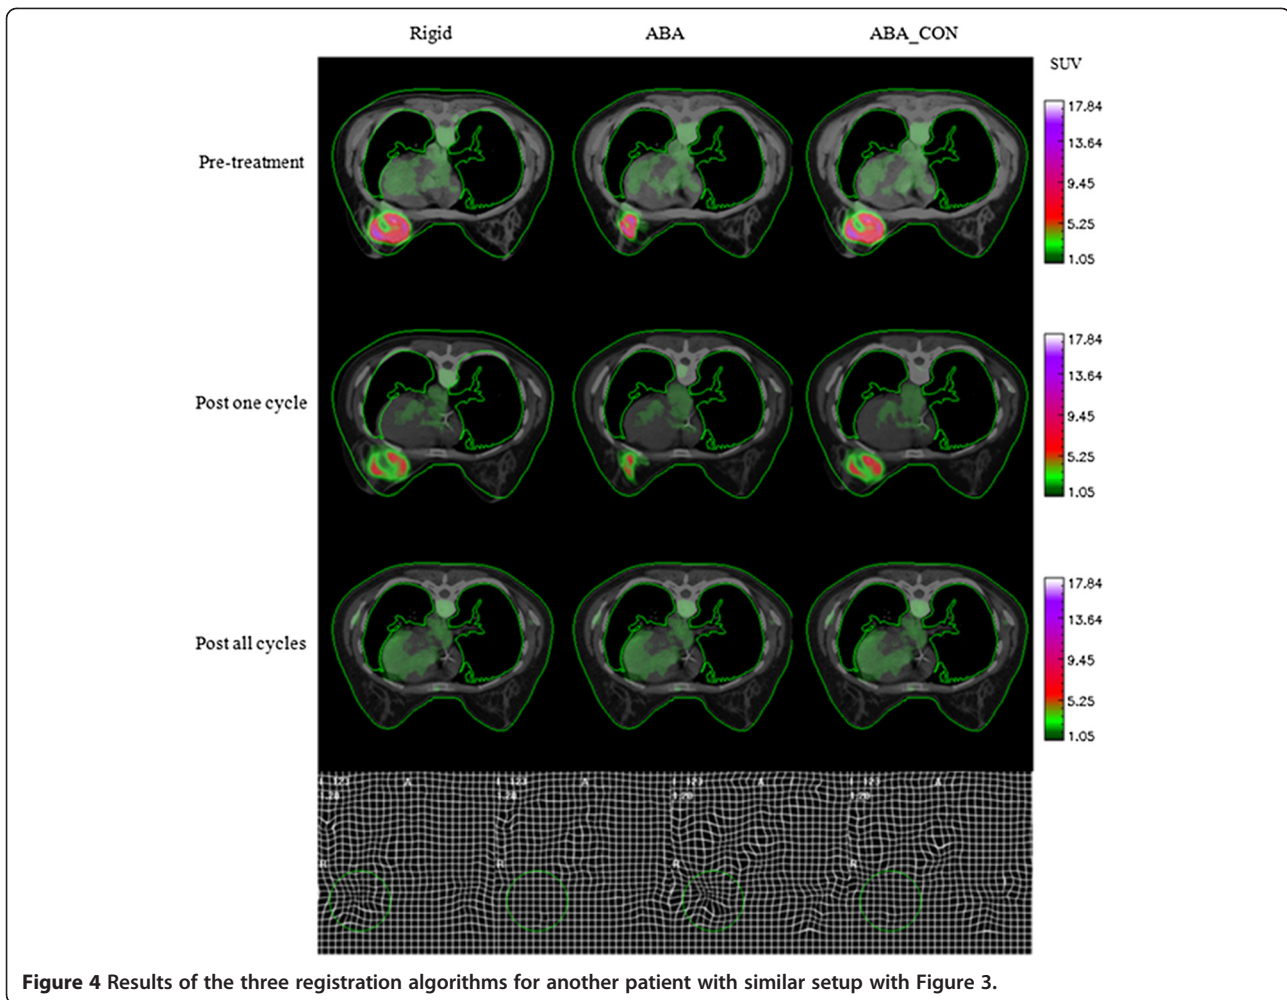 Rigid ABA ABA_CON
SUV
Pre-treatment
17.84
13.64
9.45
5.25
1.05
Post one cycle
17.84
13.64
9.45
5.25
1.05
Post all cycles
17.84
13.64
9.45
5.25
1.05
A A A A
R R R
Figure 4 Results of the three registration algorithms for another patient with similar setup with Figure 3.